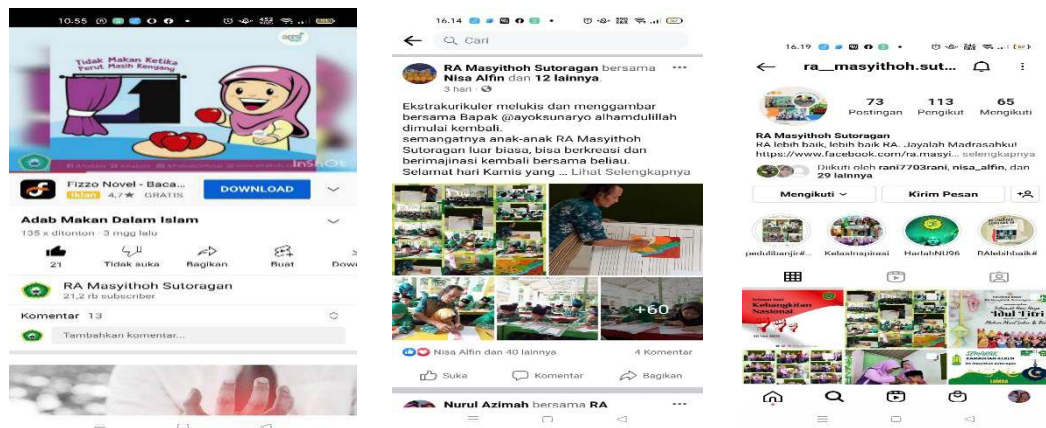 10.55
Tidak Makan Ketika
Perut Masih Kenyang
InShOt
Fizzo Novel - Baca...
Iklan 4,7★ GRATIS
DOWNLOAD
Adab Makan Dalam Islam
135 x ditonton · 3 mgg lalu
21 Tidak suka Bagikan Buat Down
RA Masyithoh Sutoragan
21,2 rb subscriber
Komentar 13
Tambahkan komentar...
16.14
Cari
RA Masyithoh Sutoragan bersama
Nisa Alfin dan 12 lainnya.
3 hari
Ekstrakurikuler melukis dan menggambar
bersama Bapak @ayoksunaryo alhamdulillah
dimulai kembali.
semangatnya anak-anak RA Masyithoh
Sutoragan luar biasa, bisa berkreasi dan
berimajinasi kembali bersama beliau.
Selamat hari Kamis yang ... Lihat Selengkapnya
+60
Nisa Alfin dan 40 lainnya 4 Komentar
Suka Komentar Bagikan
Nurul Azimah bersama RA
16.19
ra__masyithoh.sut...
73 113 65
Postingan Pengikut Mengikuti
RA Masyithoh Sutoragan
RA lebih baik, lebih baik RA. Jayalah Madrasahku!
https://www.facebook.com/ra.masyi... selengkapnya
Diikuti oleh rani7703rani, nisa_alfin, dan
29 lainnya
Mengikuti Kirim Pesan
pedulibanjir#... KelasInspirasi HarlahNU96 RAlebihbaik#
Kebangkitan
Nasional
Idul Fitri